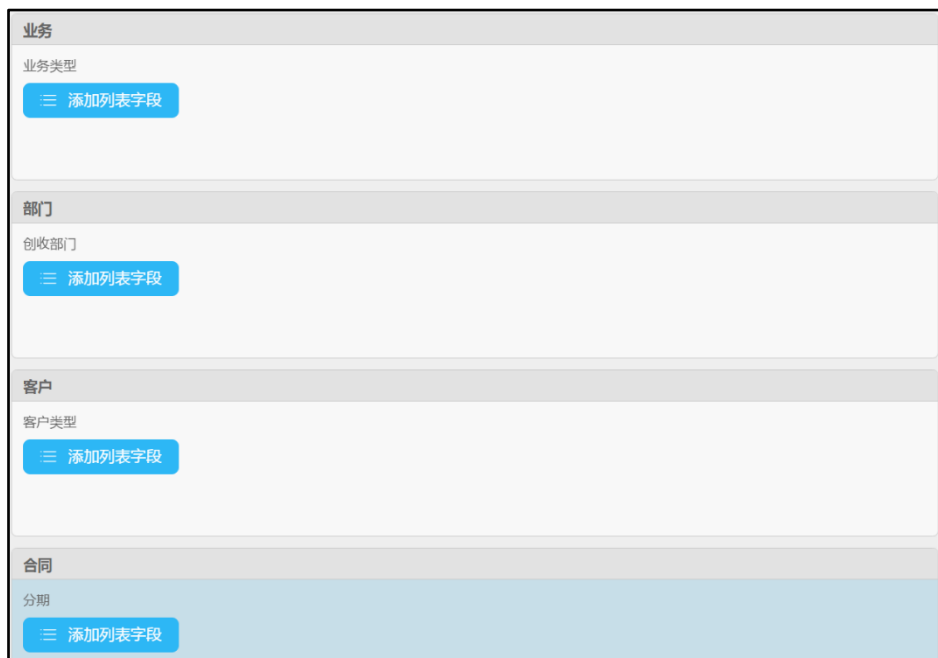 业务
业务类型
添加列表字段
部门
创收部门
添加列表字段
客户
客户类型
添加列表字段
合同
分期
添加列表字段